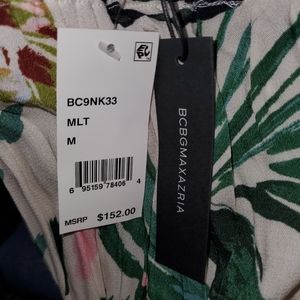 BC9NK33
MLT
M
6 95159 78406 4
MSRP $152.00
BCBGMAXAZRIA